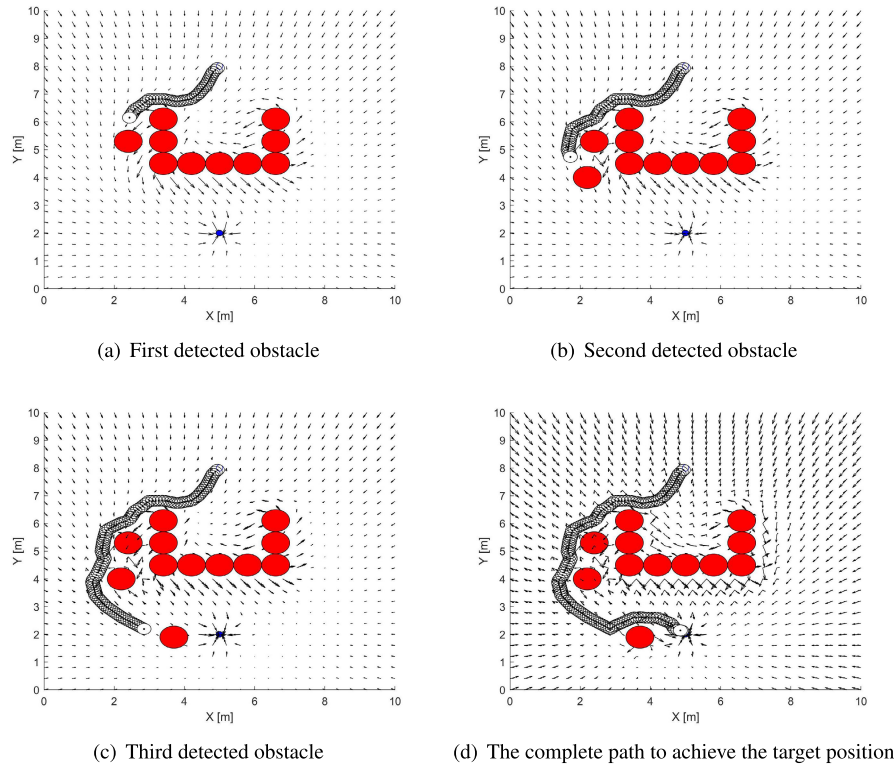 10
9
8
7
6
5
4
3
2
1
0
Y [m]
0 2 4 6 8 10
X [m]
(a) First detected obstacle
10
9
8
7
6
5
4
3
2
1
0
Y [m]
0 2 4 6 8 10
X [m]
(b) Second detected obstacle
10
9
8
7
6
5
4
3
2
1
0
Y [m]
0 2 4 6 8 10
X [m]
(c) Third detected obstacle
10
9
8
7
6
5
4
3
2
1
0
Y [m]
0 2 4 6 8 10
X [m]
(d) The complete path to achieve the target position